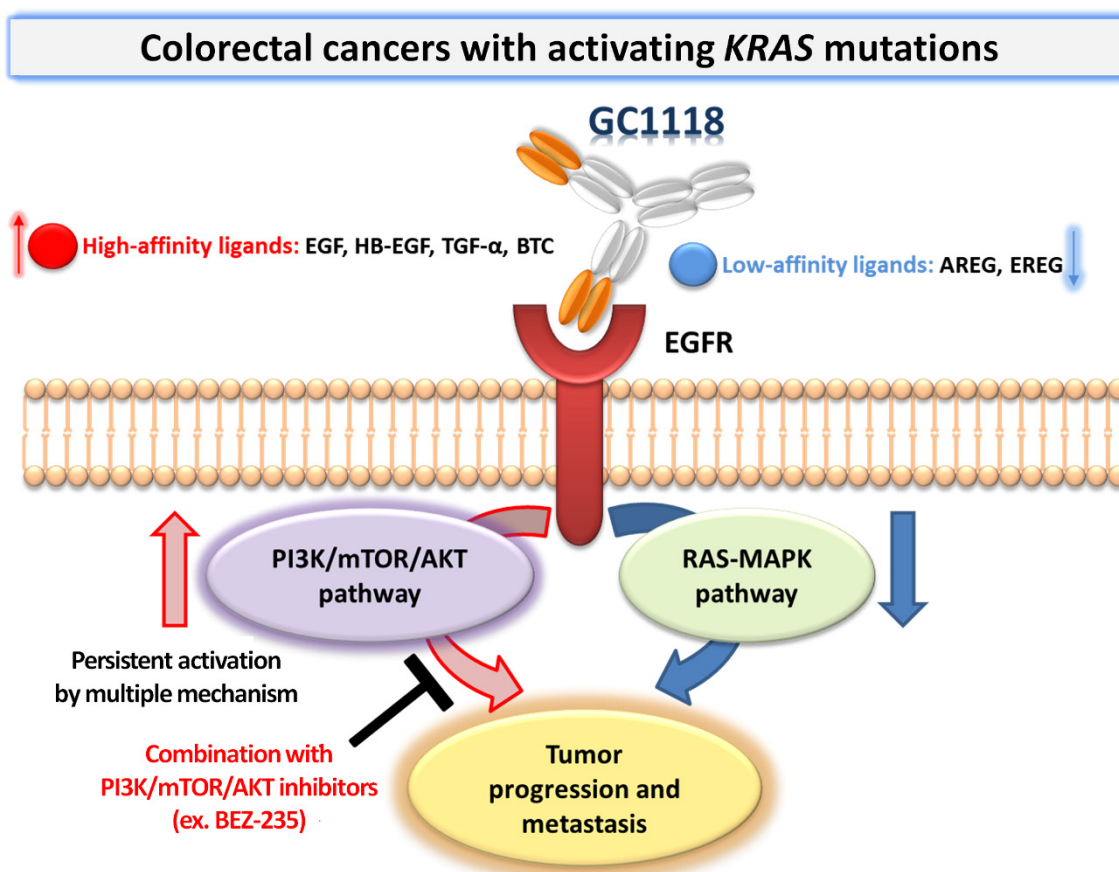 Colorectal cancers with activating KRAS mutations
GC1118
High-affinity ligands: EGF, HB-EGF, TGF-α, BTC
Low-affinity ligands: AREG, EREG
EGFR
PI3K/mTOR/AKT
pathway
RAS-MAPK
pathway
Persistent activation
by multiple mechanism
Combination with
PI3K/mTOR/AKT inhibitors
(ex. BEZ-235)
Tumor
progression and
metastasis